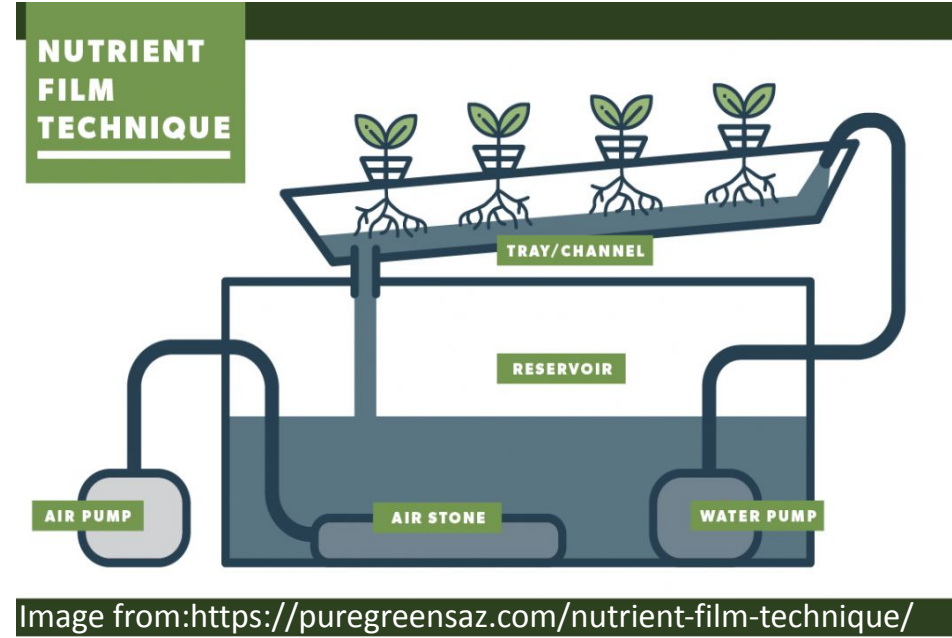 NUTRIENT
FILM
TECHNIQUE
TRAY/CHANNEL
RESERVOIR
AIR PUMP
AIR STONE
WATER PUMP
Image from:https://puregreensaz.com/nutrient-film-technique/